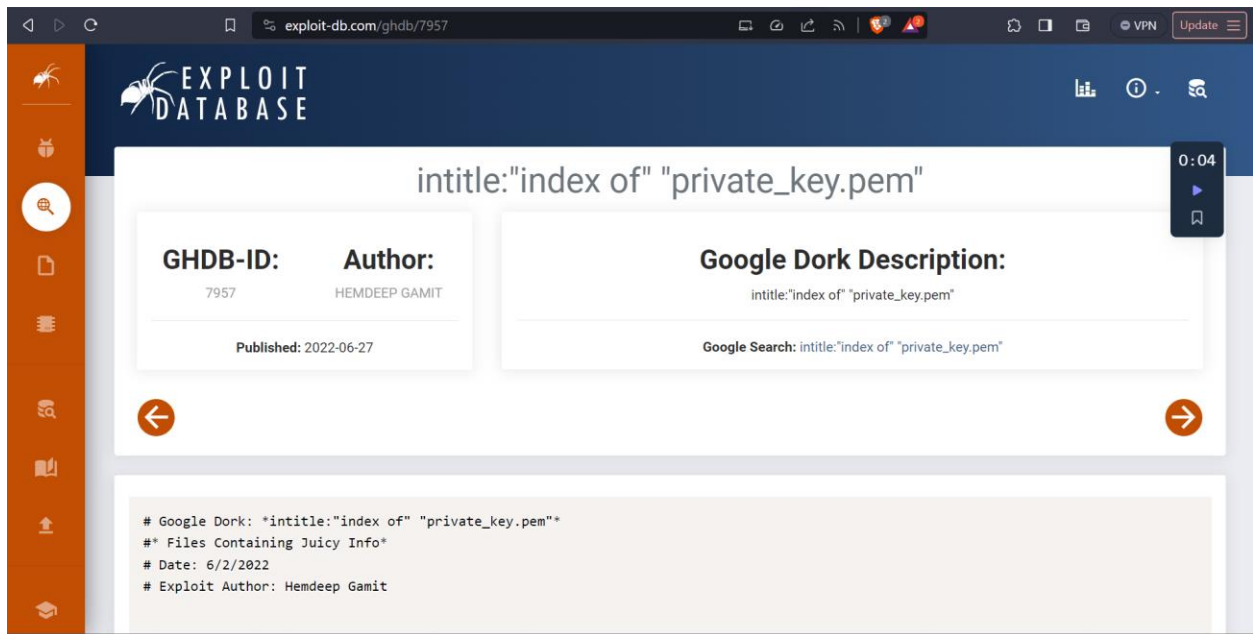 exploit-db.com/ghdb/7957
2
2
VPN
Update
EXPLOIT
DATABASE
0:04
intitle:"index of" "private_key.pem"
GHDB-ID:
7957
Author:
HEMDEEP GAMIT
Published: 2022-06-27
Google Dork Description:
intitle:"index of" "private_key.pem"
Google Search: intitle:"index of" "private_key.pem"
# Google Dork: *intitle:"index of" "private_key.pem"*
#* Files Containing Juicy Info*
# Date: 6/2/2022
# Exploit Author: Hemdeep Gamit